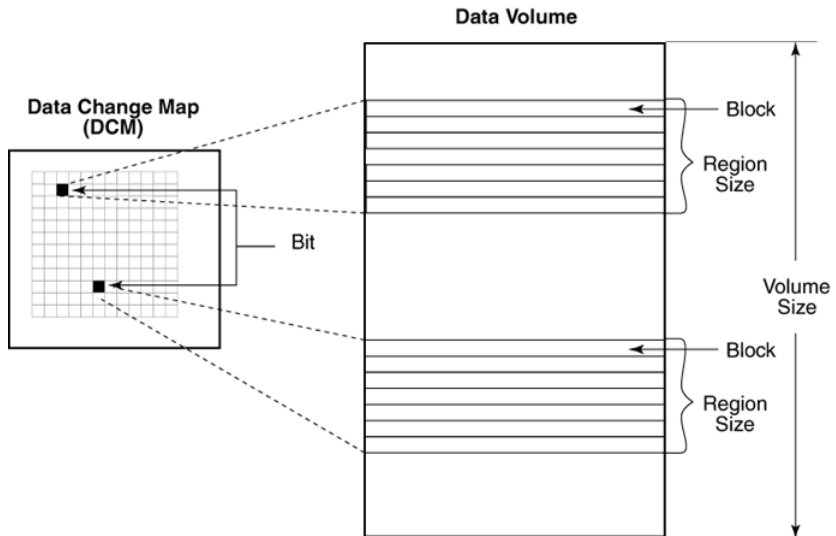 Data Volume
Data Change Map
(DCM)
Block
Region
Size
Bit
Volume
Size
Block
Region
Size